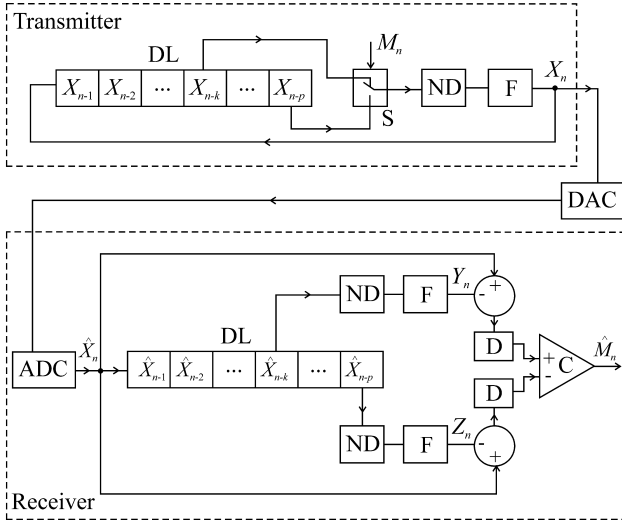 Transmitter
DL
M_n
X_{n-1} X_{n-2} ... X_{n-k} ... X_{n-p}
S
ND
F
X_n
DAC
ADC
X̂_n
DL
X̂_{n-1} X̂_{n-2} ... X̂_{n-k} ... X̂_{n-p}
ND
F
Y_n
- +
D
+
-
C
M̂_n
D
ND
F
Z_n
- +
Receiver